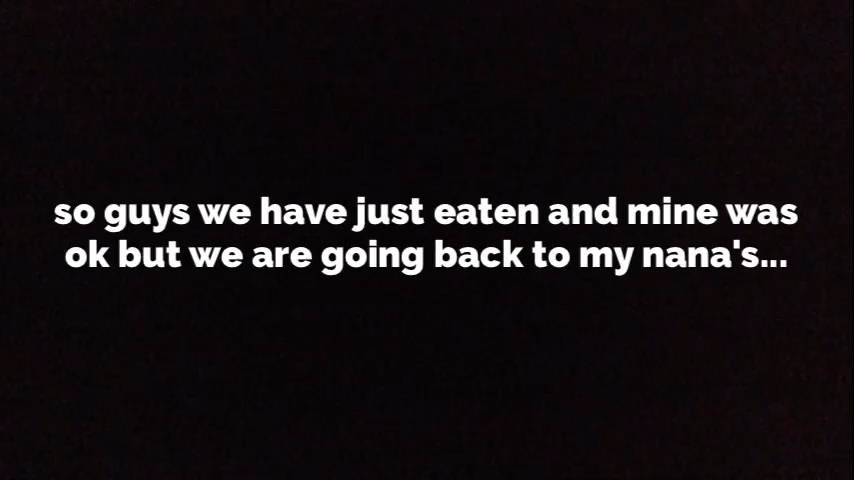 so guys we have just eaten and mine was
ok but we are going back to my nana's...